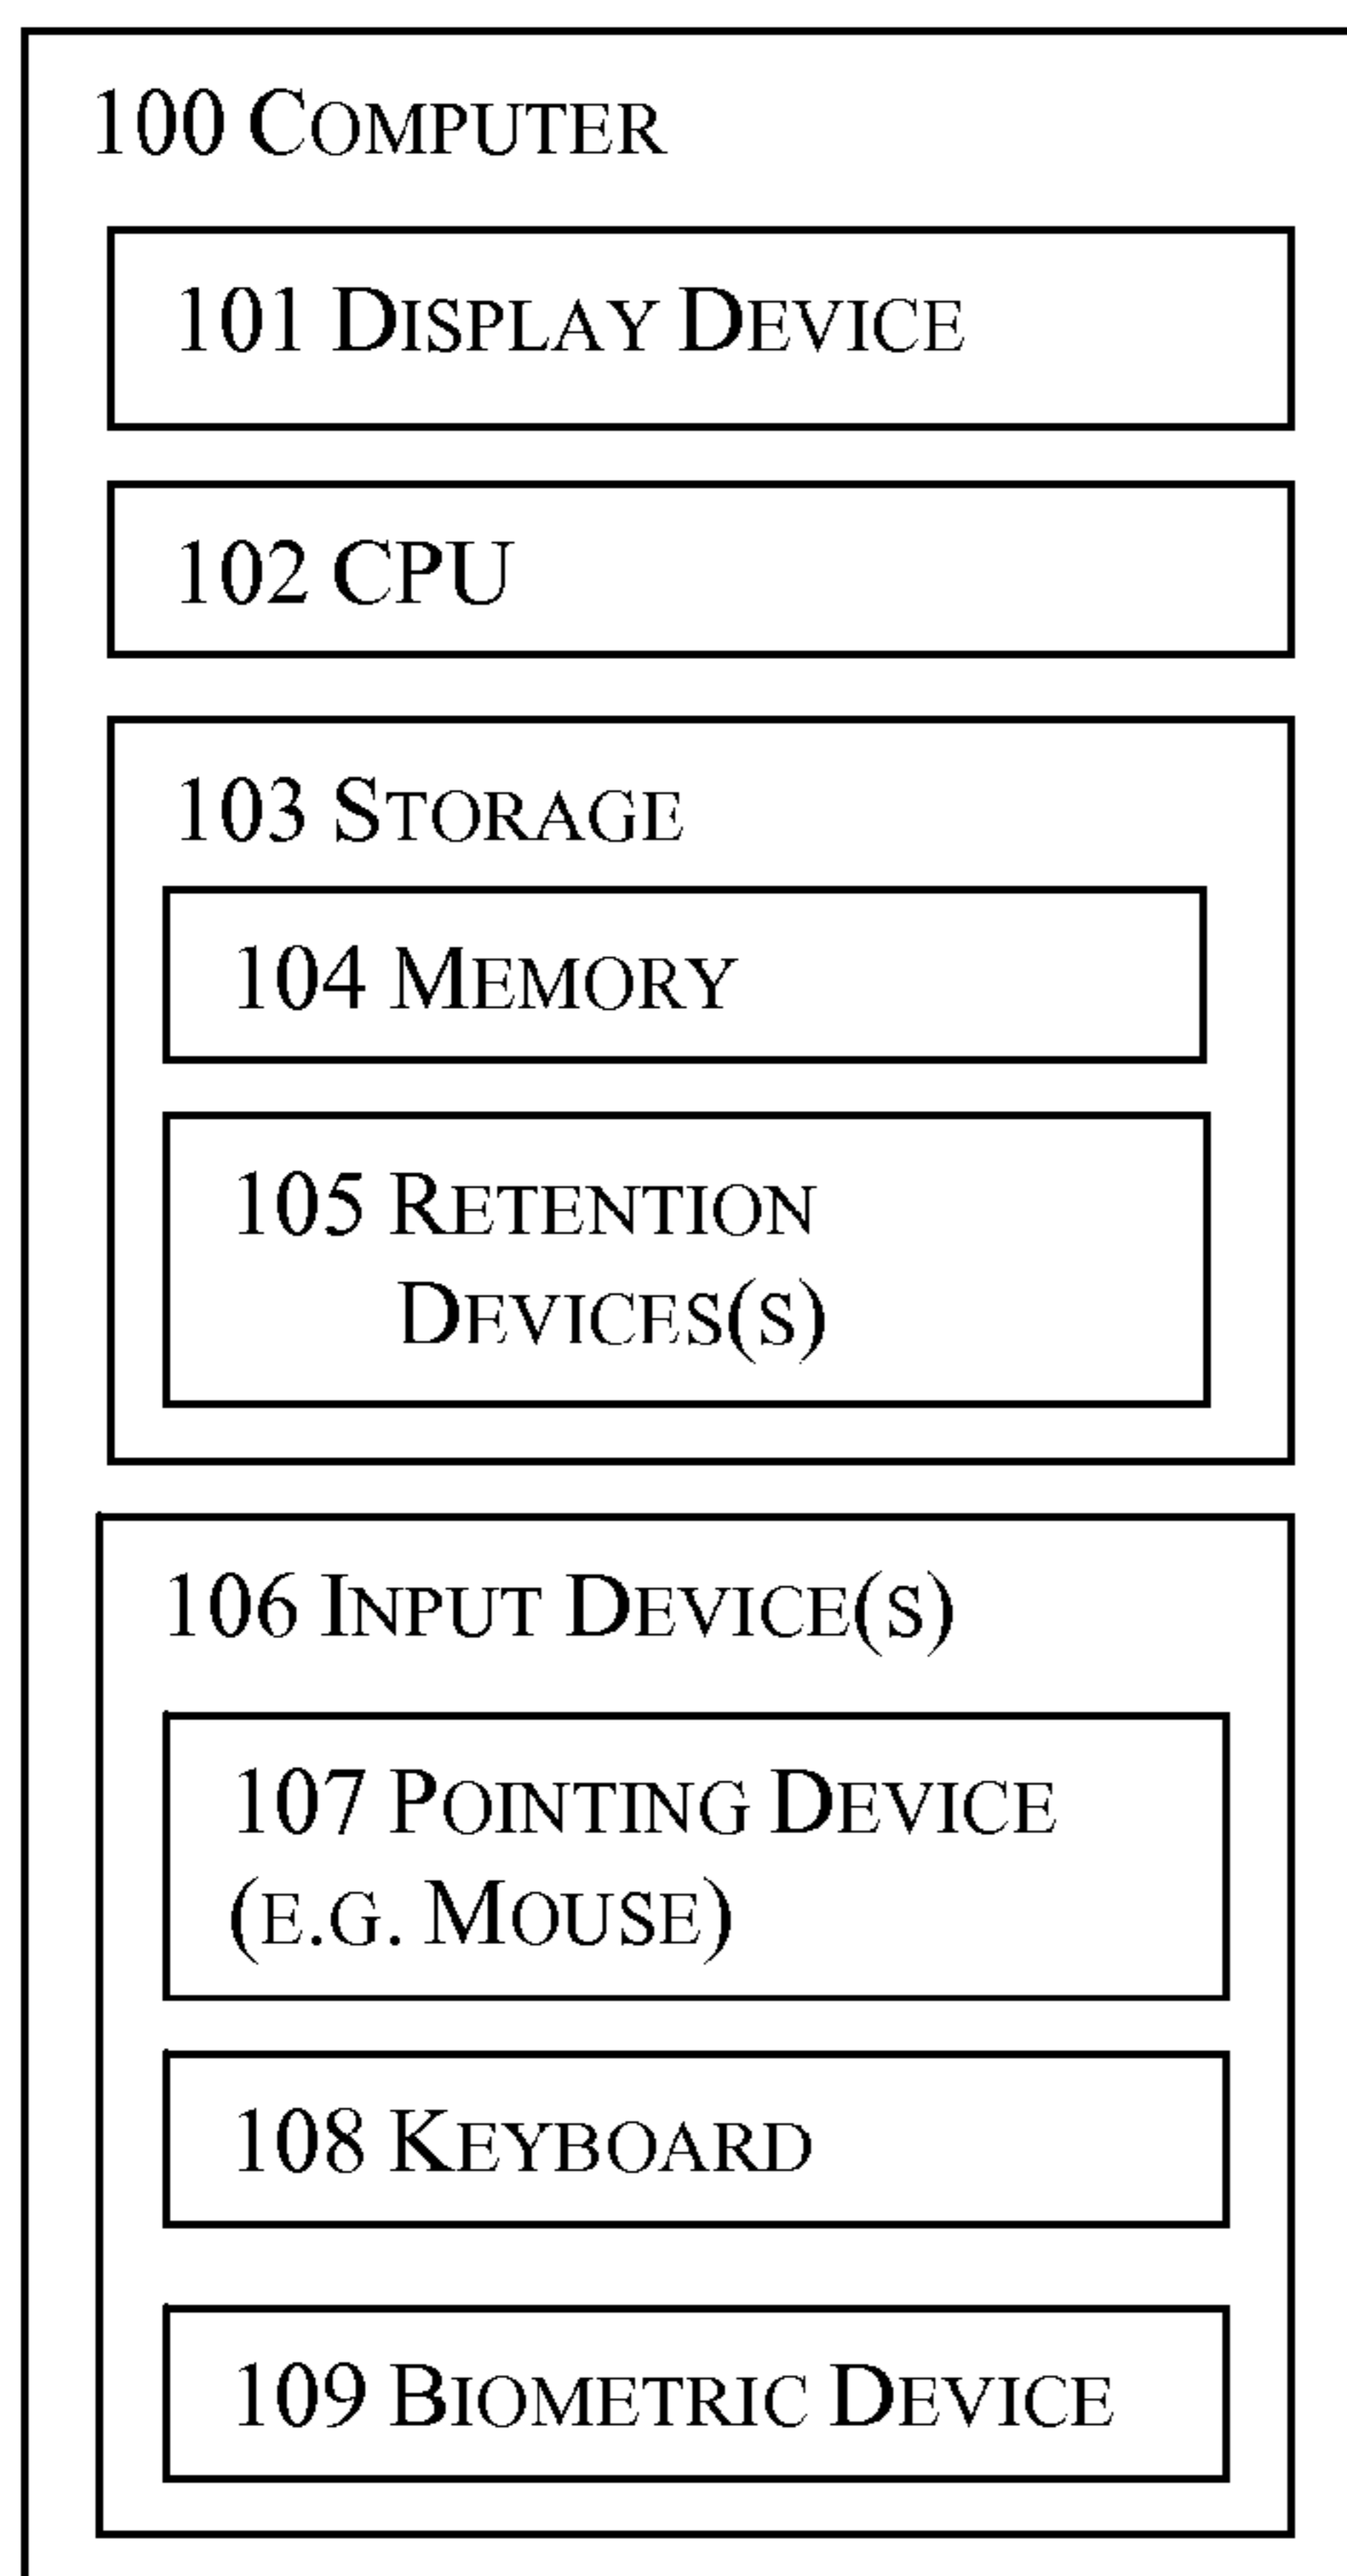 100 COMPUTER
101 DISPLAY DEVICE
102 CPU
103 STORAGE
104 MEMORY
105 RETENTION
DEVICES(S)
106 INPUT DEVICE(S)
107 POINTING DEVICE
(E.G. MOUSE)
108 KEYBOARD
109 BIOMETRIC DEVICE